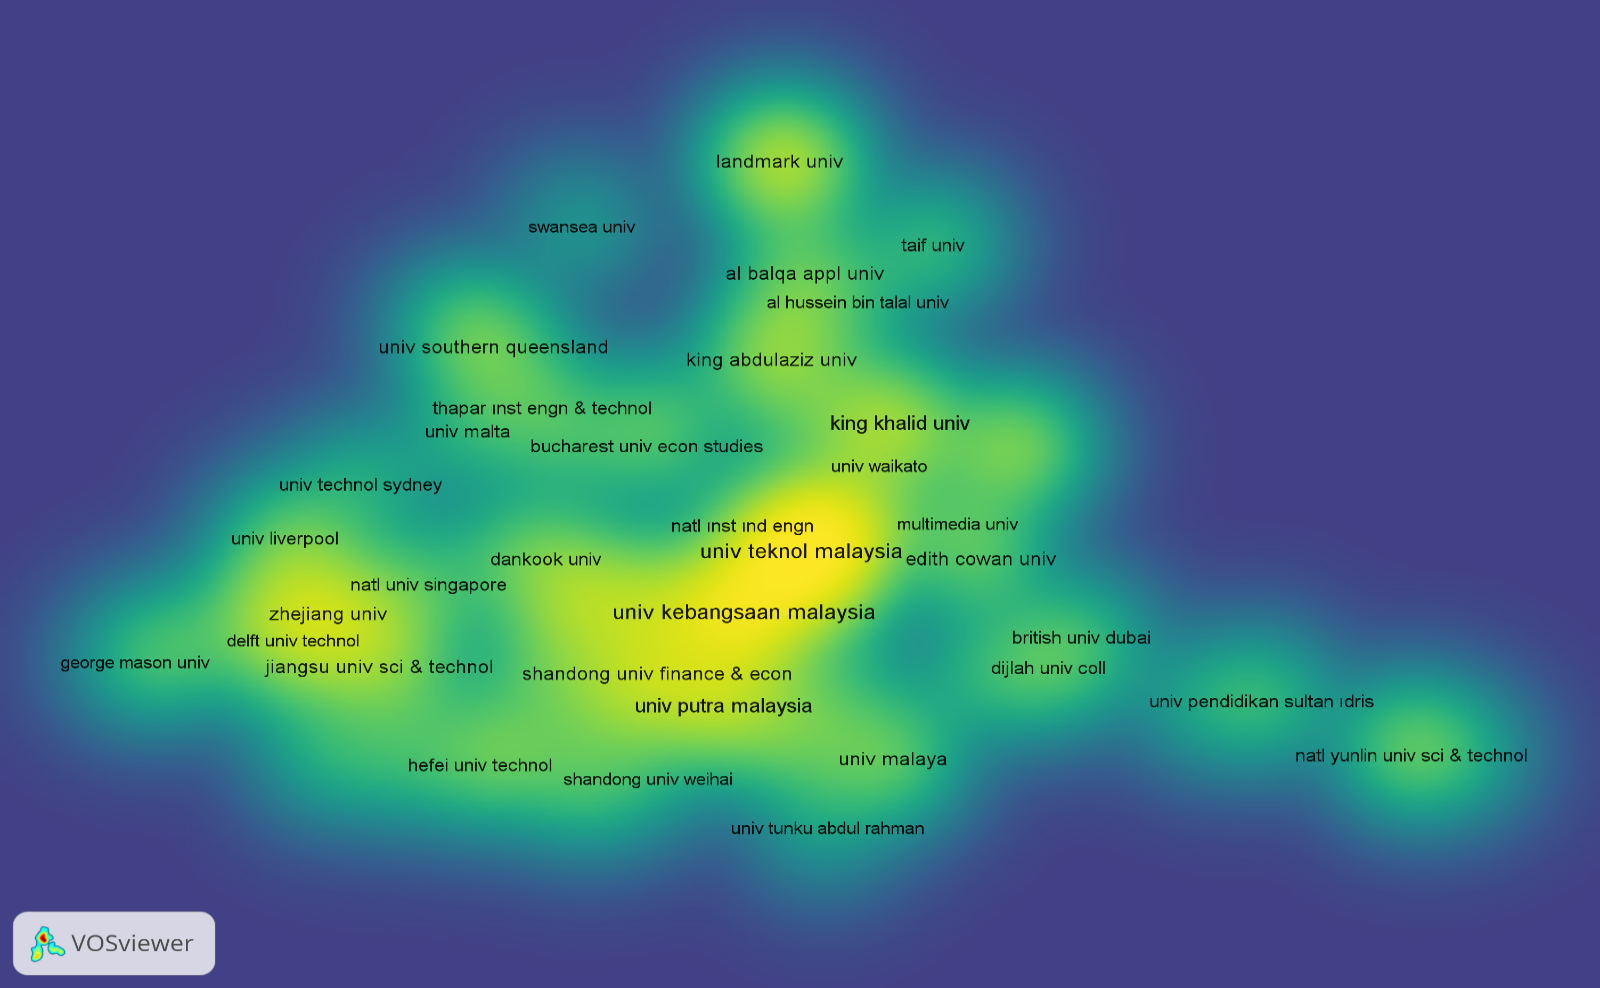 landmark univ
swansea univ
taif univ
al balqa appl univ
al hussein bin talal univ
univ southern queensland
king abdulaziz univ
thapar ınst engn & technol
king khalid univ
univ malta
bucharest univ econ studies
univ waikato
univ technol sydney
natl ınst ınd engn
multimedia univ
univ liverpool
univ teknol malaysia
dankook univ
edith cowan univ
natl univ singapore
zhejiang univ
univ kebangsaan malaysia
delft univ technol
british univ dubai
george mason univ
jiangsu univ sci & technol
dijlah univ coll
shandong univ finance & econ
univ pendidikan sultan ıdris
univ putra malaysia
natl yunlin univ sci & technol
univ malaya
hefei univ technol
shandong univ weihai
univ tunku abdul rahman
VOSviewer